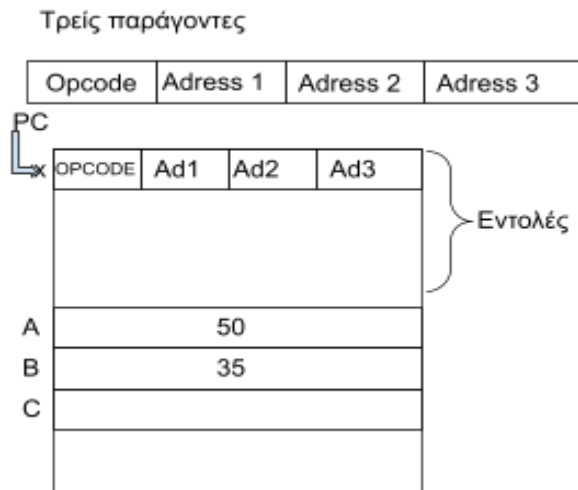 Τρείς παράγοντες
Opcode Adress 1 Adress 2 Adress 3
PC
x OPCODE Ad1 Ad2 Ad3
Εντολές
A 50
B 35
C